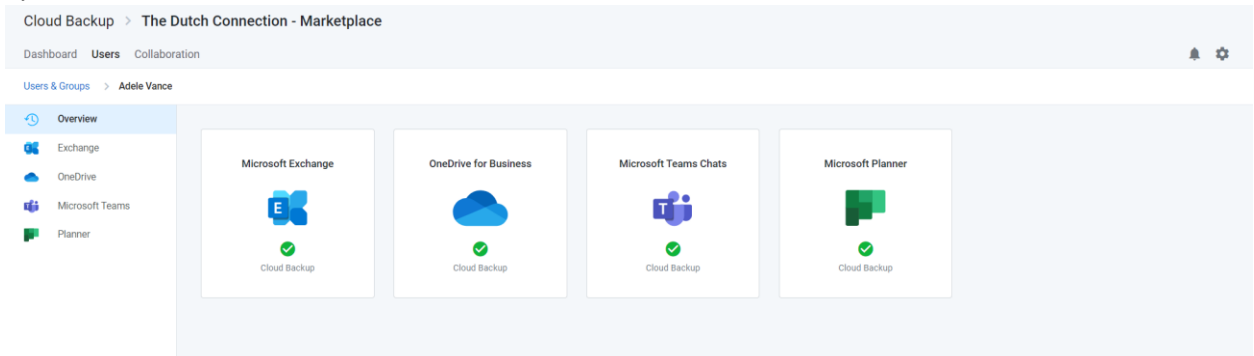 Cloud Backup > The Dutch Connection - Marketplace
Dashboard Users Collaboration
Users & Groups > Adele Vance
Overview
Exchange
OneDrive
Microsoft Teams
Planner
Microsoft Exchange
E
Cloud Backup
OneDrive for Business
Cloud Backup
Microsoft Teams Chats
T
Cloud Backup
Microsoft Planner
Cloud Backup